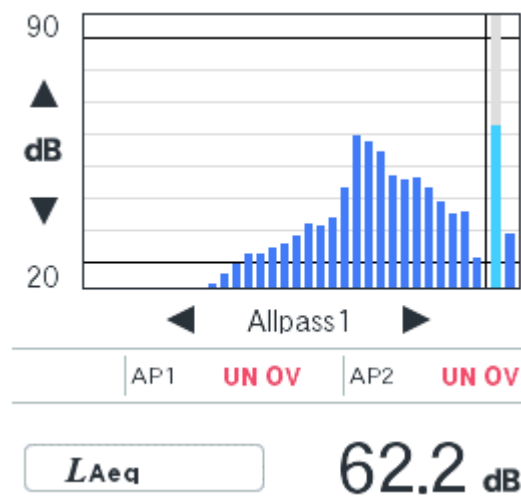 90
dB
20
Allpass1
AP1 UN OV AP2 UN OV
LAeq 62.2 dB